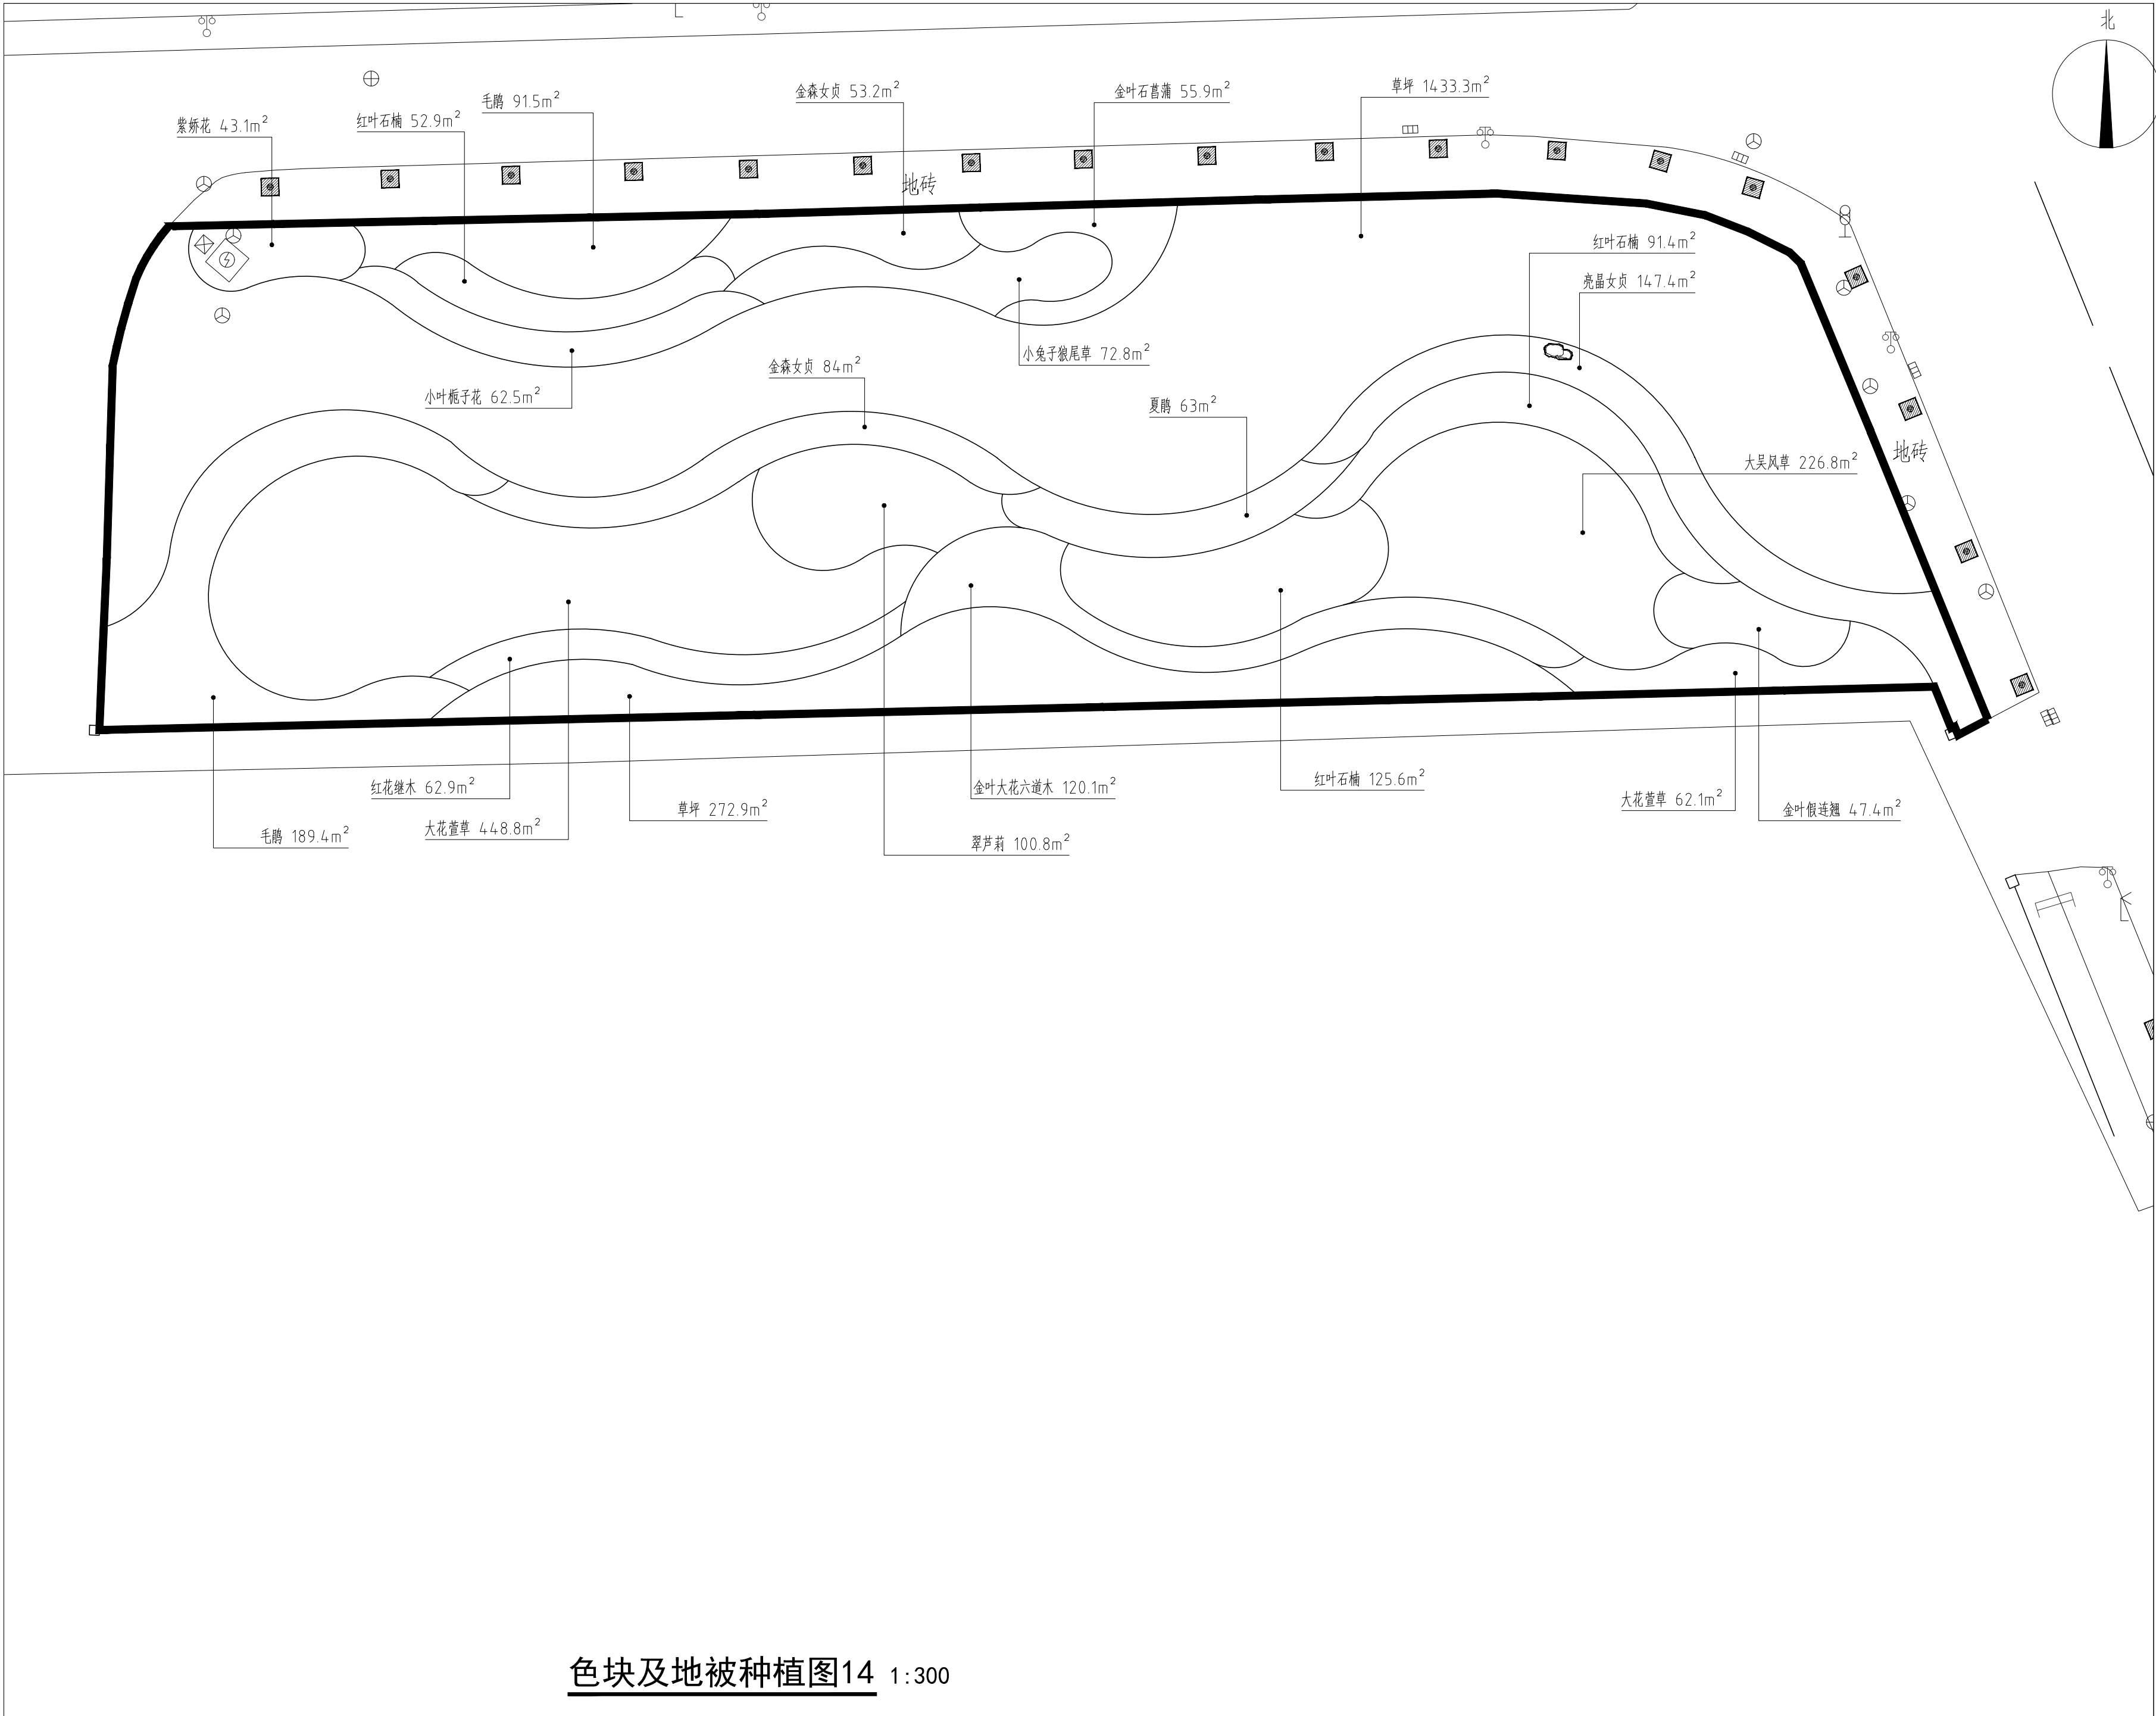 北
草坪 1433.3m²
金森女贞 53.2m²
金叶石菖蒲 55.9m²
毛鹃 91.5m²
红叶石楠 52.9m²
紫娇花 43.1m²
地砖
红叶石楠 91.4m²
亮晶女贞 147.4m²
小兔子狼尾草 72.8m²
金森女贞 84m²
小叶栀子花 62.5m²
夏鹃 63m²
地砖
大吴风草 226.8m²
红花继木 62.9m²
金叶大花六道木 120.1m²
红叶石楠 125.6m²
大花萱草 62.1m²
金叶假连翘 47.4m²
草坪 272.9m²
大花萱草 448.8m²
毛鹃 189.4m²
翠芦莉 100.8m²
色块及地被种植图14 1:300